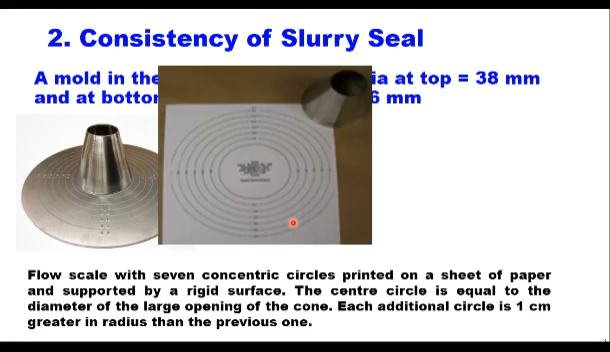 2. Consistency of Slurry Seal
A mold in the ia at top = 38 mm
and at bottor 6 mm
Flow scale with seven concentric circles printed on a sheet of paper
and supported by a rigid surface. The centre circle is equal to the
diameter of the large opening of the cone. Each additional circle is 1 cm
greater in radius than the previous one.